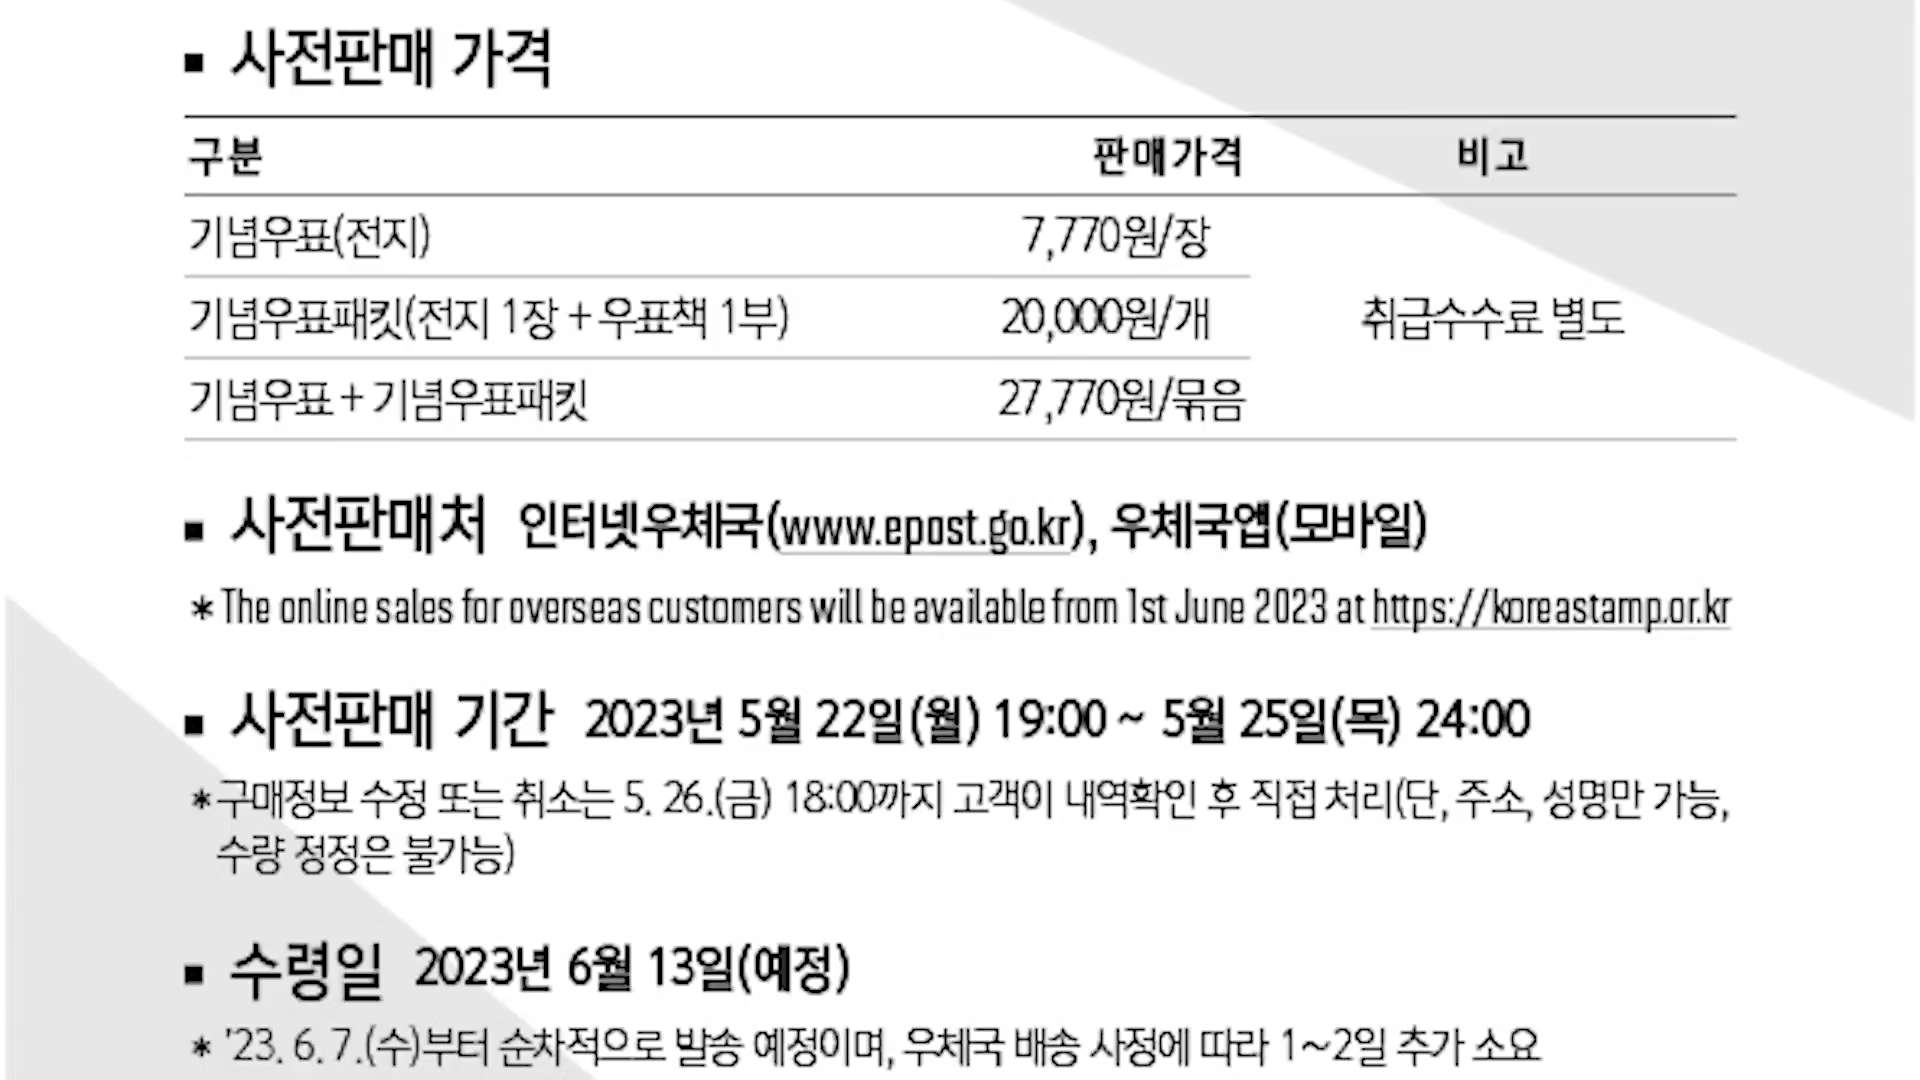 ▪ 사전판매 가격
구분 판매가격 비고
기념우표(전지) 7,770원/장
기념우표패킷(전지 1장 + 우표책 1부) 20,000원/개 취급수수료 별도
기념우표 + 기념우표패킷 27,770원/묶음
▪ 사전판매처 인터넷우체국(www.epost.go.kr), 우체국앱(모바일)
* The online sales for overseas customers will be available from 1st June 2023 at https://koreastamp.or.kr
▪ 사전판매 기간 2023년 5월 22일(월) 19:00 ~ 5월 25일(목) 24:00
* 구매정보 수정 또는 취소는 5. 26.(금) 18:00까지 고객이 내역확인 후 직접 처리(단, 주소, 성명만 가능,
수량 정정은 불가능)
▪ 수령일 2023년 6월 13일(예정)
* '23. 6. 7.(수)부터 순차적으로 발송 예정이며, 우체국 배송 사정에 따라 1~2일 추가 소요